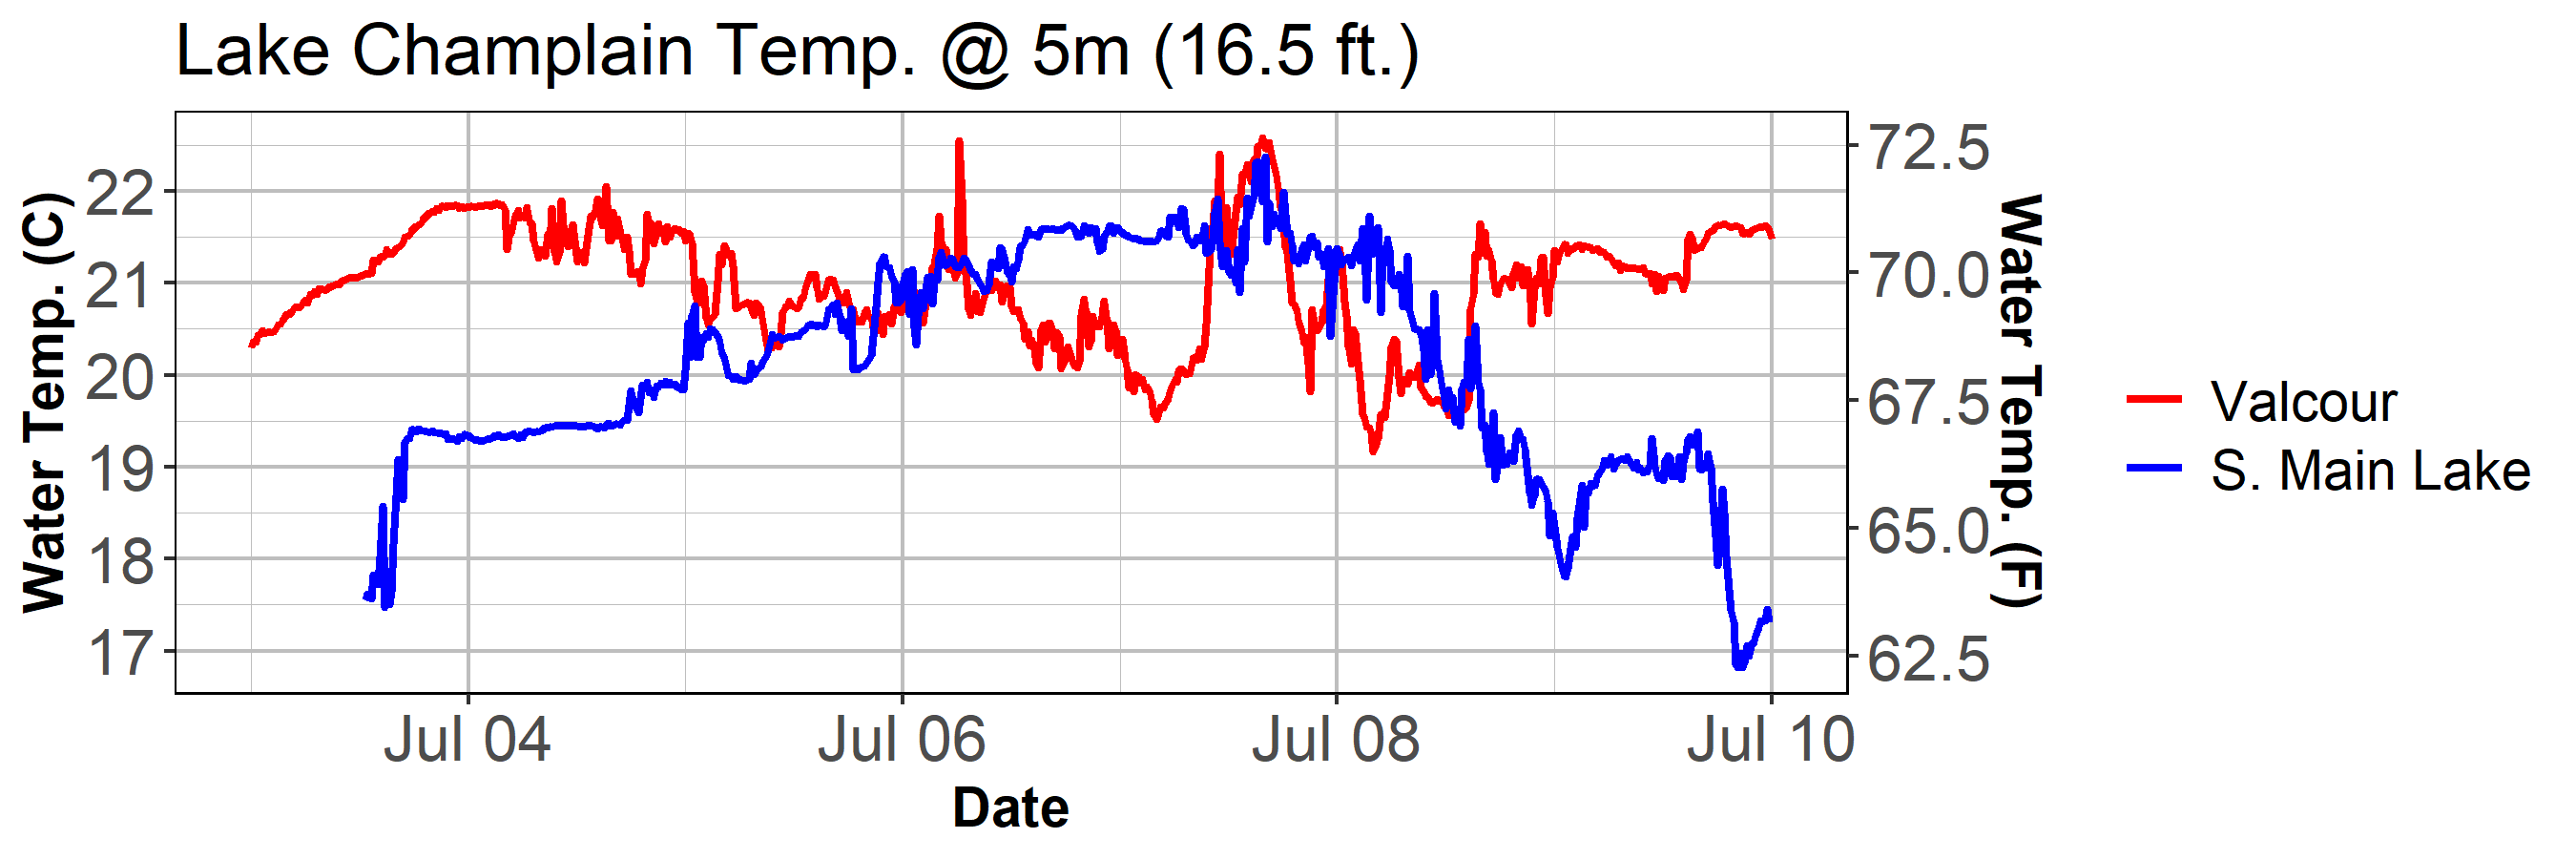 Lake Champlain Temp. @ 5m (16.5 ft.)
Water Temp. (C)
22
21
20
19
18
17
72.5
70.0
67.5
65.0
62.5
Water Temp. (F)
Jul 04
Jul 06
Jul 08
Jul 10
Date
Valcour
S. Main Lake